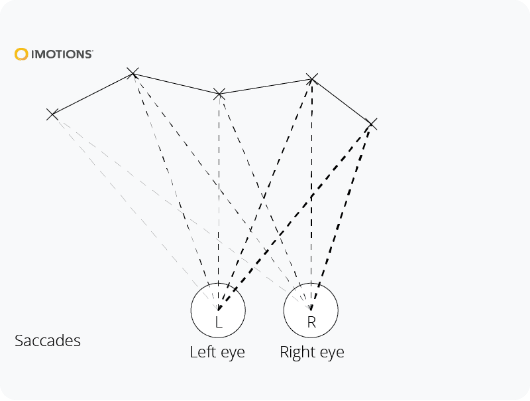 IMOTIONS
L
R
Left eye
Right eye
Saccades